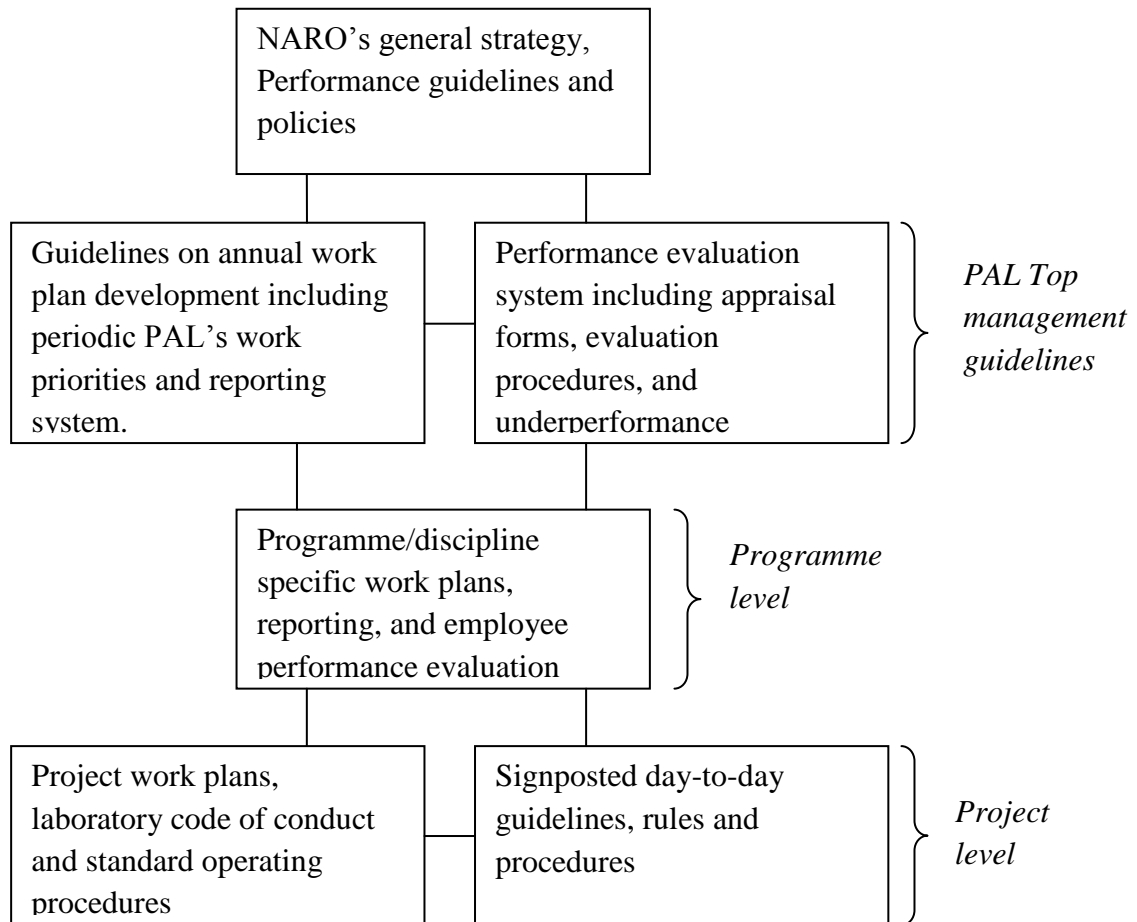 NARO’s general strategy,
Performance guidelines and
policies
Guidelines on annual work
plan development including
periodic PAL’s work
priorities and reporting
system.
Performance evaluation
system including appraisal
forms, evaluation
procedures, and
underperformance
PAL Top
management
guidelines
Programme/discipline
specific work plans,
reporting, and employee
performance evaluation
Programme
level
Project work plans,
laboratory code of conduct
and standard operating
procedures
Signposted day-to-day
guidelines, rules and
procedures
Project
level